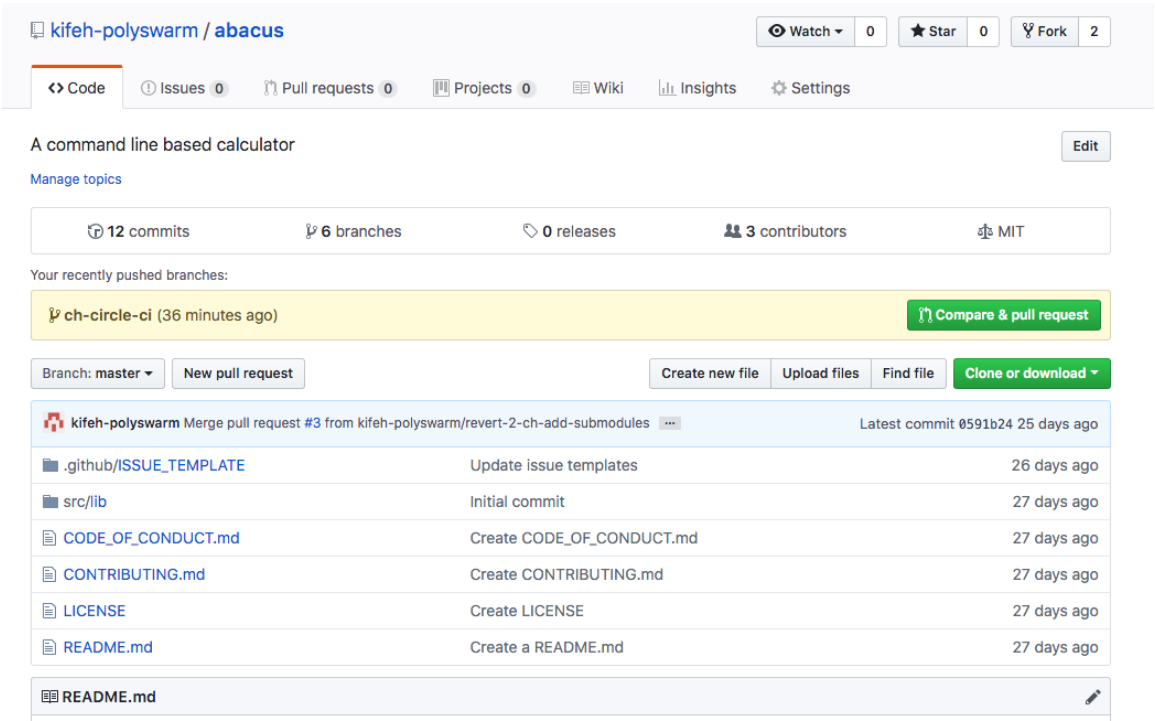 kifeh-polyswarm / abacus Watch 0 Star 0 Fork 2
Code Issues 0 Pull requests 0 Projects 0 Wiki Insights Settings
A command line based calculator Edit
Manage topics
12 commits 6 branches 0 releases 3 contributors MIT
Your recently pushed branches:
ch-circle-ci (36 minutes ago) Compare & pull request
Branch: master New pull request Create new file Upload files Find file Clone or download
kifeh-polyswarm Merge pull request #3 from kifeh-polyswarm/revert-2-ch-add-submodules ... Latest commit 0591b24 25 days ago
.github/ISSUE_TEMPLATE Update issue templates 26 days ago
src/lib Initial commit 27 days ago
CODE_OF_CONDUCT.md Create CODE_OF_CONDUCT.md 27 days ago
CONTRIBUTING.md Create CONTRIBUTING.md 27 days ago
LICENSE Create LICENSE 27 days ago
README.md Create a README.md 27 days ago
README.md